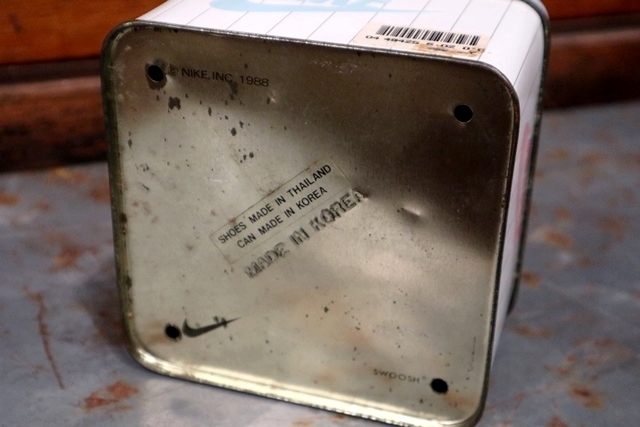 NIKE, INC. 1988
SHOES MADE IN THAILAND
CAN MADE IN KOREA
MADE IN KOREA
SWOOSH®